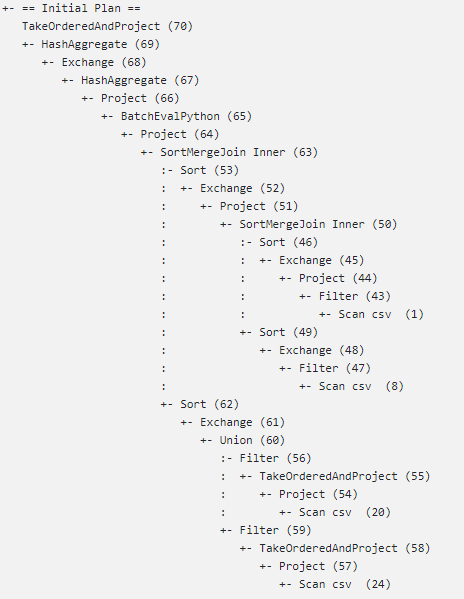 +- == Initial Plan ==
   TakeOrderedAndProject (70)
   +- HashAggregate (69)
      +- Exchange (68)
         +- HashAggregate (67)
            +- Project (66)
               +- BatchEvalPython (65)
                  +- Project (64)
                     +- SortMergeJoin Inner (63)
                        :- Sort (53)
                        :  +- Exchange (52)
                        :     +- Project (51)
                        :        +- SortMergeJoin Inner (50)
                        :           :- Sort (46)
                        :           :  +- Exchange (45)
                        :           :     +- Project (44)
                        :           :        +- Filter (43)
                        :           :           +- Scan csv  (1)
                        :           +- Sort (49)
                        :              +- Exchange (48)
                        :                 +- Filter (47)
                        :                    +- Scan csv  (8)
                        +- Sort (62)
                           +- Exchange (61)
                              +- Union (60)
                                 :- Filter (56)
                                 :  +- TakeOrderedAndProject (55)
                                 :     +- Project (54)
                                 :        +- Scan csv  (20)
                                 +- Filter (59)
                                    +- TakeOrderedAndProject (58)
                                       +- Project (57)
                                          +- Scan csv  (24)